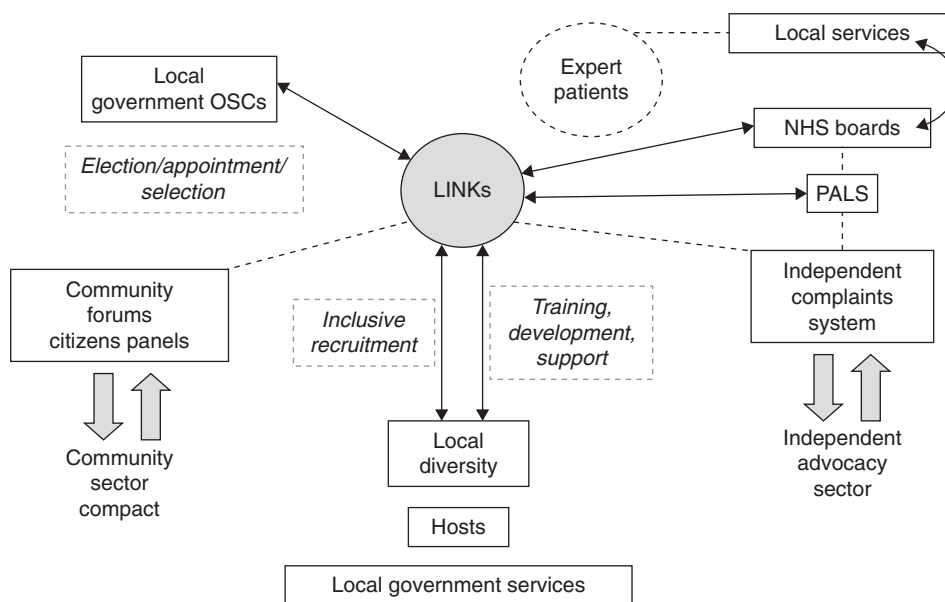 Local services
Local
government OSCs
Expert
patients
NHS boards
Election/appointment/
selection
LINKs
PALS
Community
forums
citizens panels
Inclusive
recruitment
Training,
development,
support
Independent
complaints
system
Local
diversity
Community
sector
compact
Independent
advocacy
sector
Hosts
Local government services